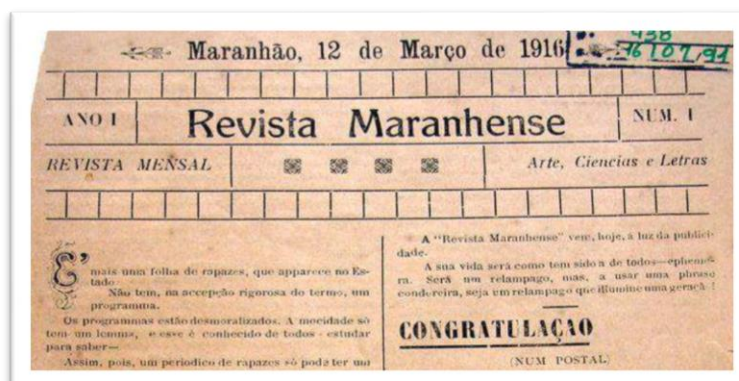 Maranhão, 12 de Março de 1916
438
16/07/91
ANO I
Revista Maranhense
NUM. I
REVISTA MENSAL
Arte, Ciencias e Letras
E' mais uma folha de rapazes, que apparece no Es-
tado
Não tem, na accepção rigorosa do termo, um
programma.
Os programmas estão desmoralizados. A mocidade só
tem um lemma, e esse é conhecido de todos - estudar
para saber—
Assim, pois, um periodico de rapazes só pode ter um
A "Revista Maranhense" vem, hoje, á luz da publici-
dade.
A sua vida será como tem sido a de todos—epheme-
ra. Será um relampago, mas, a usar uma phrase
condoreira, seja um relampago que illumine uma
CONGRATULAÇÃO
(NUM POSTAL)